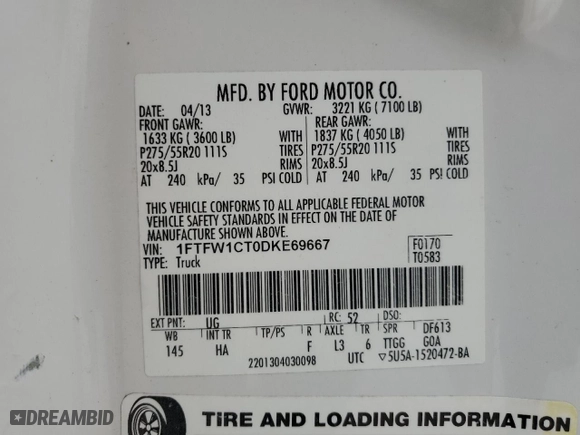 MFD. BY FORD MOTOR CO.
DATE: 04/13 GVWR: 3221 KG ( 7100 LB)
FRONT GAWR: REAR GAWR:
1633 KG ( 3600 LB) WITH 1837 KG ( 4050 LB) WITH
P275/55R20 111S TIRES P275/55R20 111S TIRES
20x8.5J RIMS 20x8.5J RIMS
AT 240 kPa/ 35 PSI COLD AT 240 kPa/ 35 PSI COLD
THIS VEHICLE CONFORMS TO ALL APPLICABLE FEDERAL MOTOR
VEHICLE SAFETY STANDARDS IN EFFECT ON THE DATE OF
MANUFACTURE SHOWN ABOVE.
VIN: 1FTFW1CT0DKE69667 F0170
TYPE: Truck T0583
EXT PNT: UG RC: 52 DSO:
WB INT TR TP/PS R AXLE TR SPR DF613
145 HA F L3 6 TTGG GOA
2201304030098 UTC ▽5U5A-1520472-BA
TIRE AND LOADING INFORMATION
DREAMBID